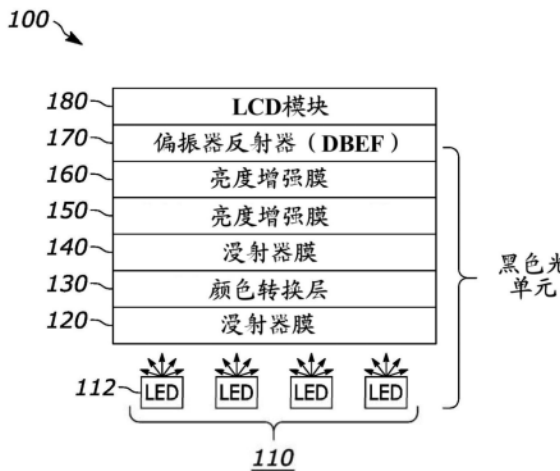 100
180 LCD模块
170 偏振器反射器（DBEF）
160 亮度增强膜
150 亮度增强膜
140 浸射器膜
130 颜色转换层
120 浸射器膜
黑色光
单元
112 LED LED LED LED
110